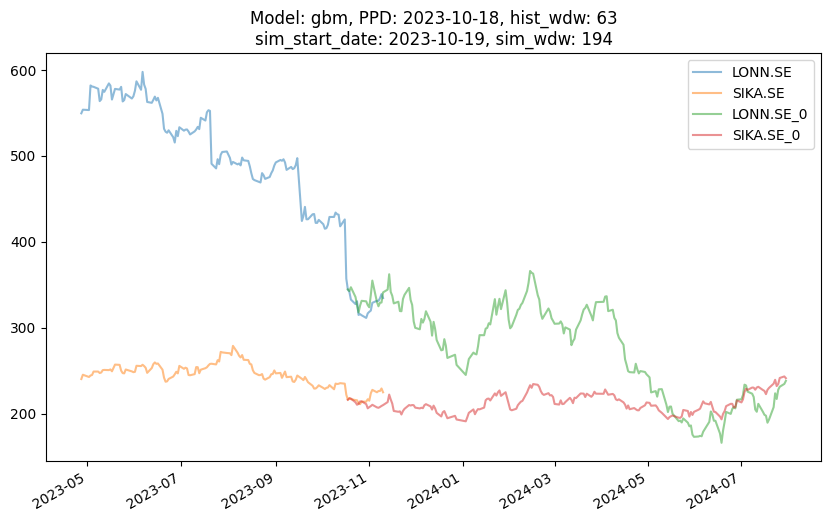 Model: gbm, PPD: 2023-10-18, hist_wdw: 63
sim_start_date: 2023-10-19, sim_wdw: 194
LONN.SE
SIKA.SE
LONN.SE_0
SIKA.SE_0
600
500
400
300
200
2023-05
2023-07
2023-09
2023-11
2024-01
2024-03
2024-05
2024-07